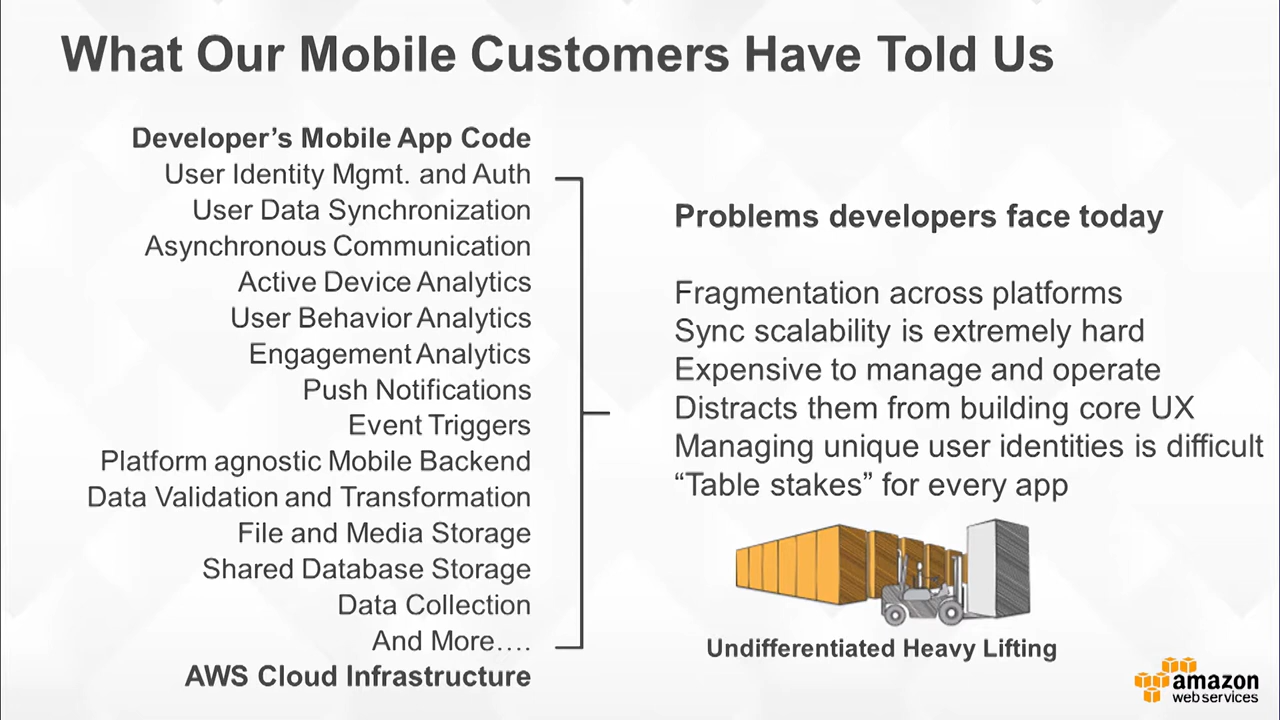 What Our Mobile Customers Have Told Us
Developer’s Mobile App Code
User Identity Mgmt. and Auth
User Data Synchronization
Asynchronous Communication
Active Device Analytics
User Behavior Analytics
Engagement Analytics
Push Notifications
Event Triggers
Platform agnostic Mobile Backend
Data Validation and Transformation
File and Media Storage
Shared Database Storage
Data Collection
And More….
AWS Cloud Infrastructure
Problems developers face today
Fragmentation across platforms
Sync scalability is extremely hard
Expensive to manage and operate
Distracts them from building core UX
Managing unique user identities is difficult
“Table stakes” for every app
Undifferentiated Heavy Lifting
amazon
web services